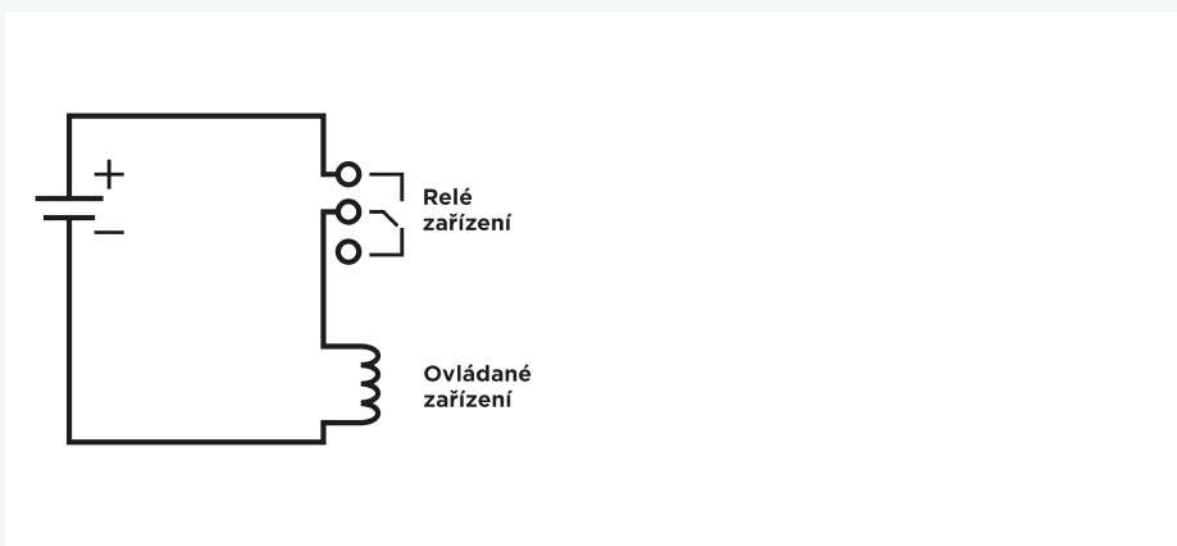 +
Relé
zařízení
—
Ovládané
zařízení